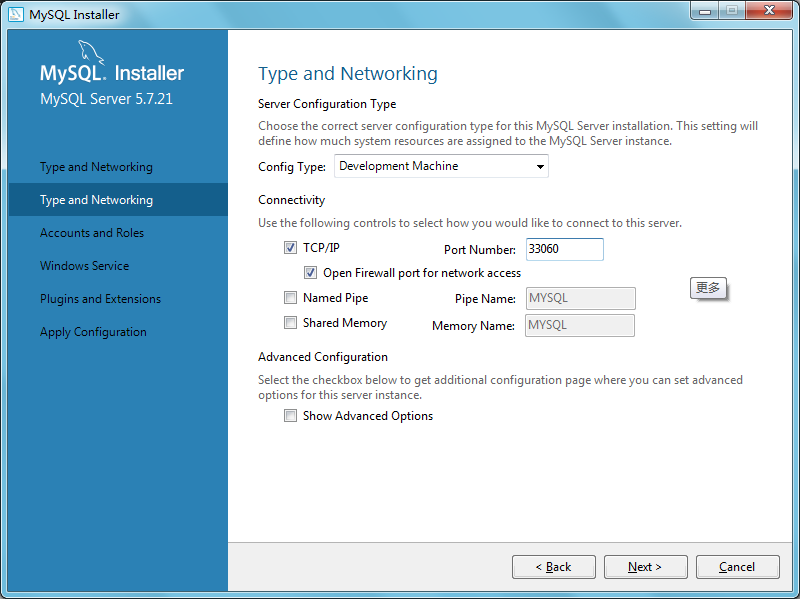 MySQL Installer
MySQL® Installer
MySQL Server 5.7.21
Type and Networking
Type and Networking
Accounts and Roles
Windows Service
Plugins and Extensions
Apply Configuration
Type and Networking
Server Configuration Type
Choose the correct server configuration type for this MySQL Server installation. This setting will
define how much system resources are assigned to the MySQL Server instance.
Config Type: Development Machine
Connectivity
Use the following controls to select how you would like to connect to this server.
TCP/IP Port Number: 33060
Open Firewall port for network access
更多
Named Pipe Pipe Name: MYSQL
Shared Memory Memory Name: MYSQL
Advanced Configuration
Select the checkbox below to get additional configuration page where you can set advanced
options for this server instance.
Show Advanced Options
< Back Next > Cancel